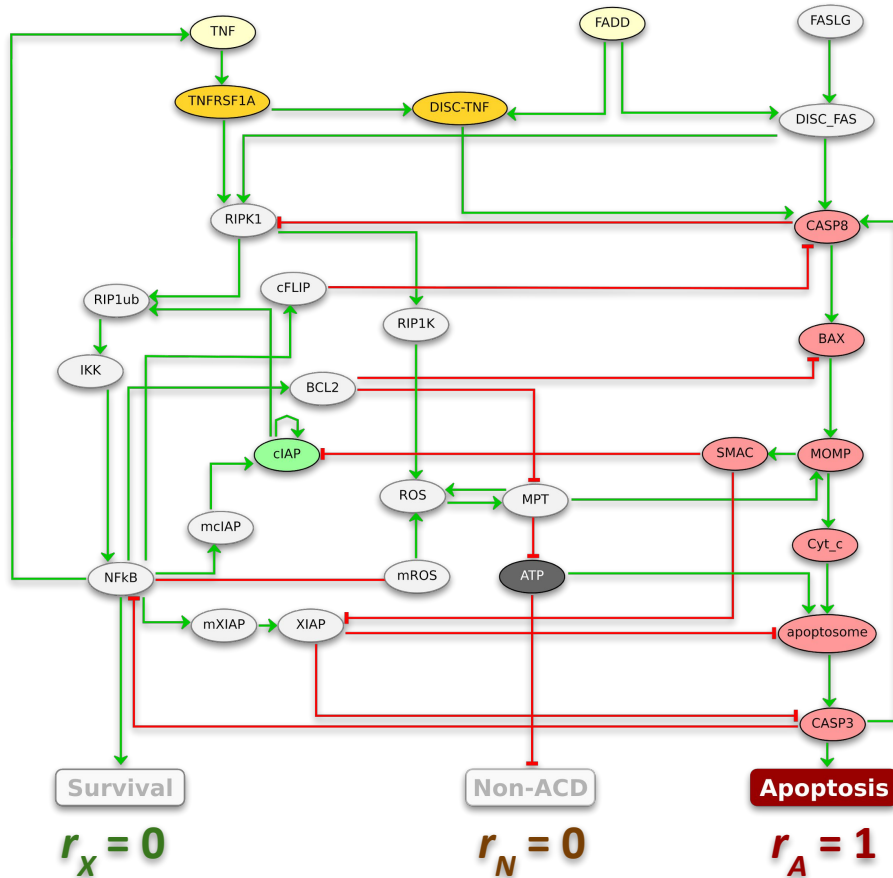 TNF
FADD
FASLG
TNFRSF1A
DISC-TNF
DISC_FAS
RIPK1
CASP8
RIP1ub
cFLIP
RIP1K
BAX
IKK
BCL2
cIAP
SMAC
MOMP
ROS
MPT
mcIAP
Cyt_c
NFkB
mROS
ATP
mXIAP
XIAP
apoptosome
CASP3
Survival
Non-ACD
Apoptosis
r_X = 0
r_N = 0
r_A = 1